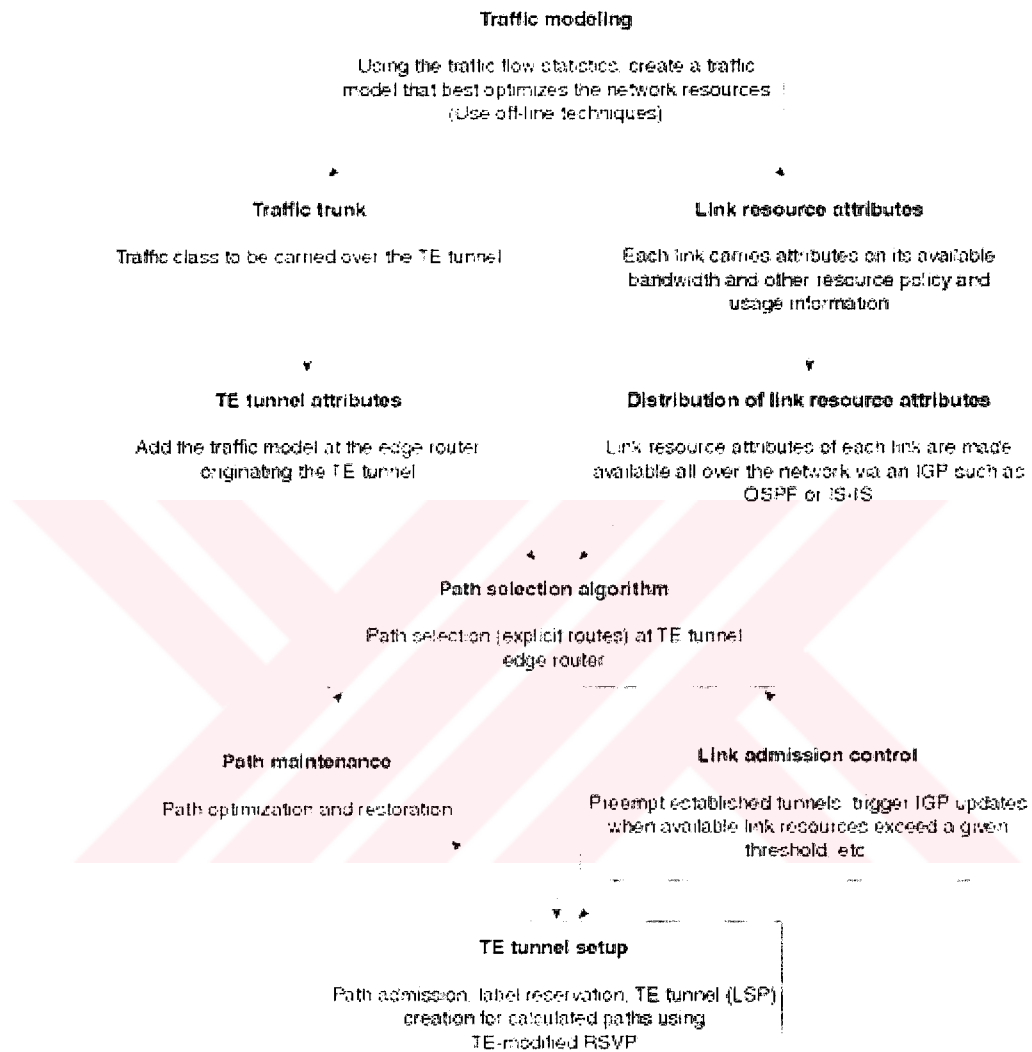 Traffic modeling
Using the traffic flow statistics, create a traffic
model that best optimizes the network resources
(Use off-line techniques)
Traffic trunk
Traffic class to be carried over the TE tunnel
Link resource attributes
Each link carries attributes on its available
bandwidth and other resource policy and
usage information
TE tunnel attributes
Add the traffic model at the edge router
originating the TE tunnel
Distribution of link resource attributes
Link resource attributes of each link are made
available all over the network via an IGP such as
OSPF or IS-IS
Path selection algorithm
Path selection (explicit routes) at TE tunnel
edge router
Path maintenance
Path optimization and restoration
Link admission control
Preempt established tunnels, trigger IGP updates
when available link resources exceed a given
threshold, etc
TE tunnel setup
Path admission, label reservation, TE tunnel (LSP)
creation for calculated paths using
TE-modified RSVP